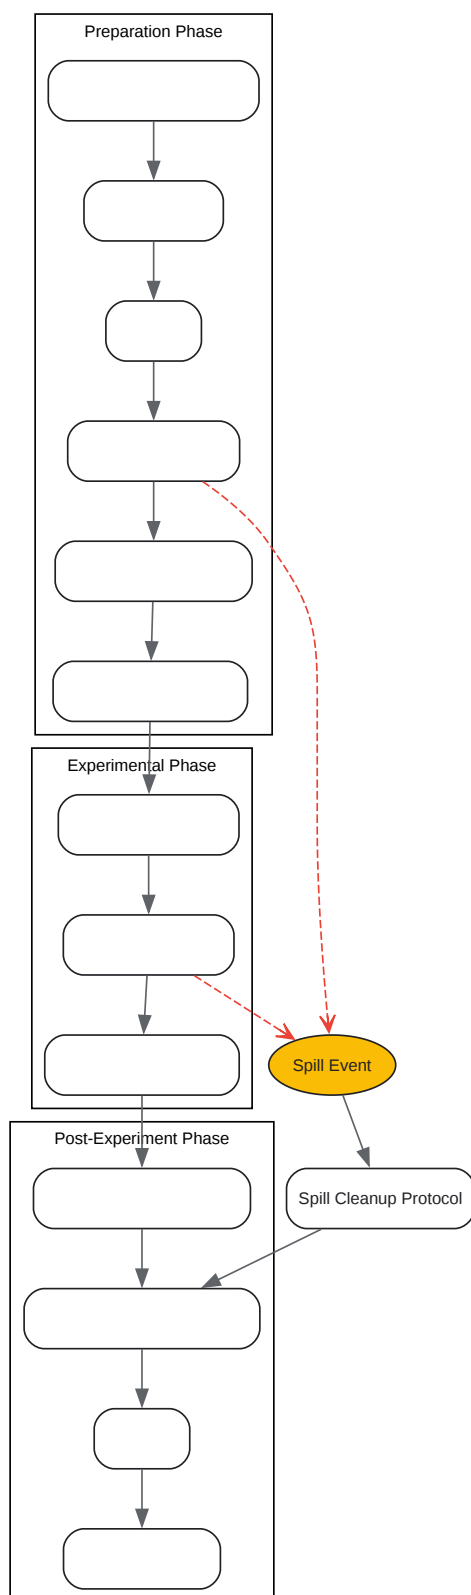 Preparation Phase
Experimental Phase
Spill Event
Post-Experiment Phase
Spill Cleanup Protocol